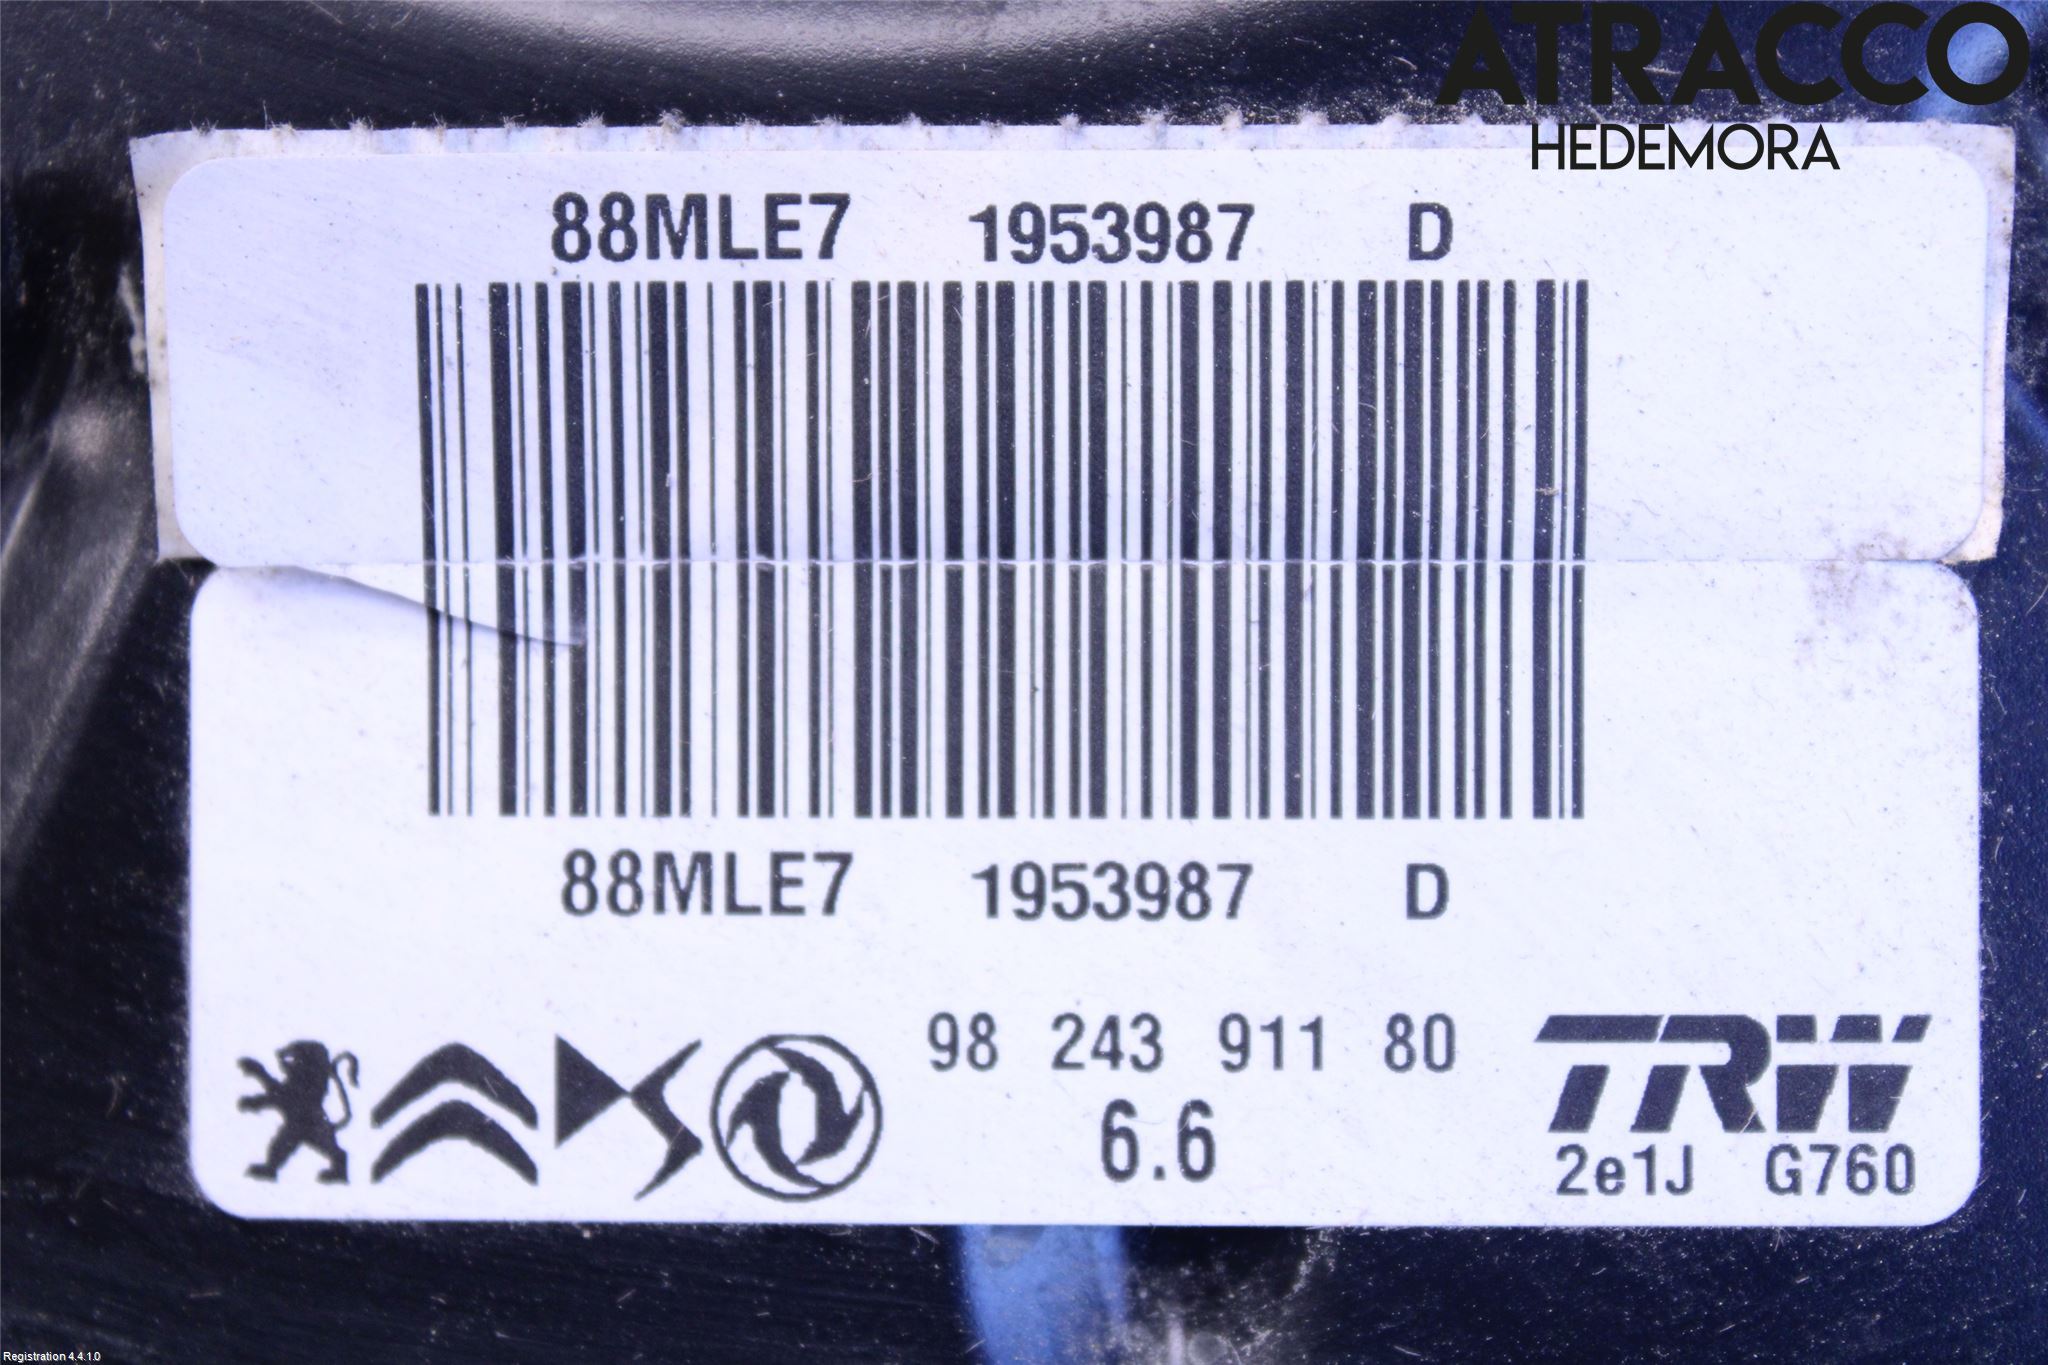 ATRACCO
HEDEMORA
88MLE7 1953987 D
88MLE7 1953987 D
98 243 911 80
6.6
TRW
2e1J G760
Registration 4.4.1.0